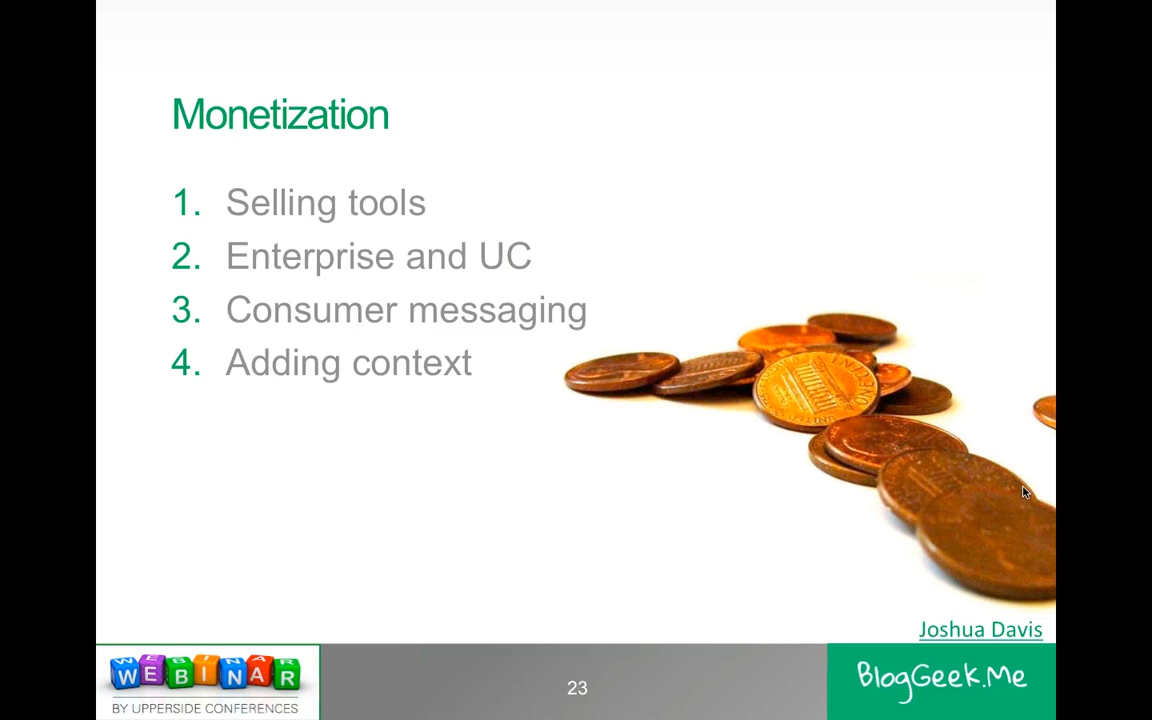 Monetization
1. Selling tools
2. Enterprise and UC
3. Consumer messaging
4. Adding context
Joshua Davis
WEBINAR
BY UPPERSIDE CONFERENCES
23
BlogGeek.Me